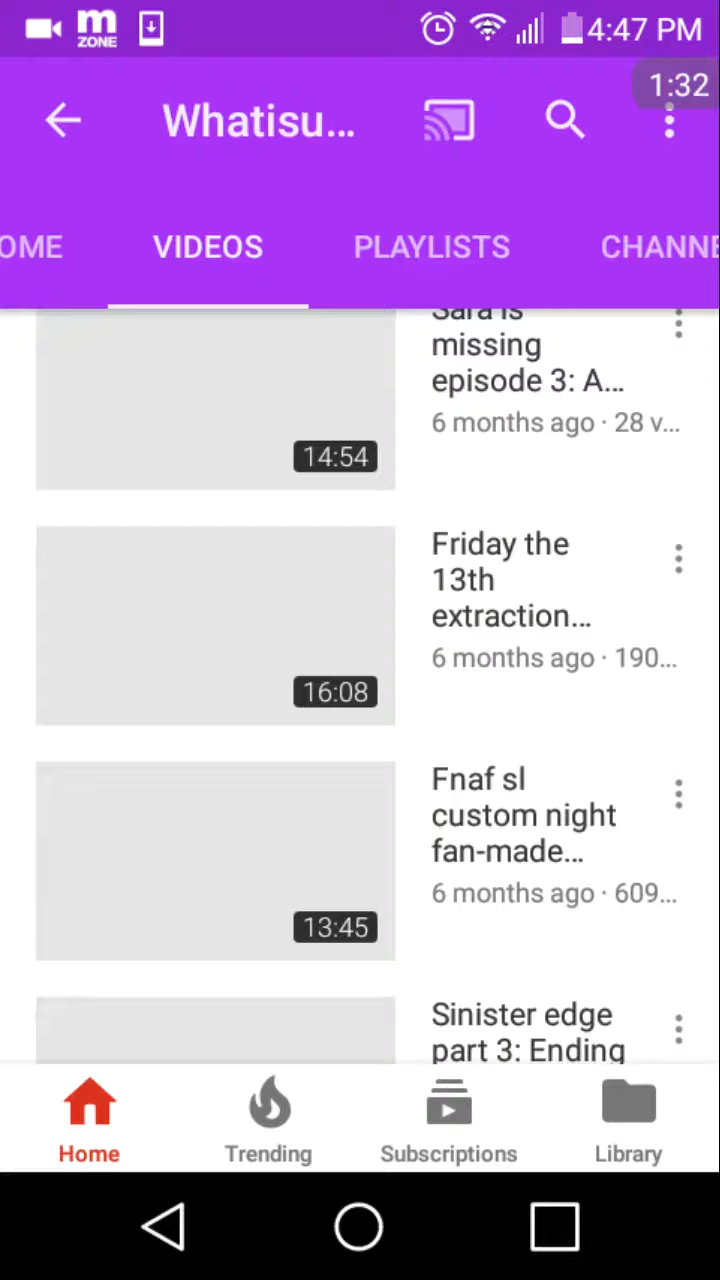 m
ZONE
4:47 PM
1:32
Whatisu...
OME
VIDEOS
PLAYLISTS
CHANNE
Sara is
missing
episode 3: A...
6 months ago · 28 v...
14:54
Friday the
13th
extraction...
6 months ago · 190...
16:08
Fnaf sl
custom night
fan-made...
6 months ago · 609...
13:45
Sinister edge
part 3: Ending
Home
Trending
Subscriptions
Library